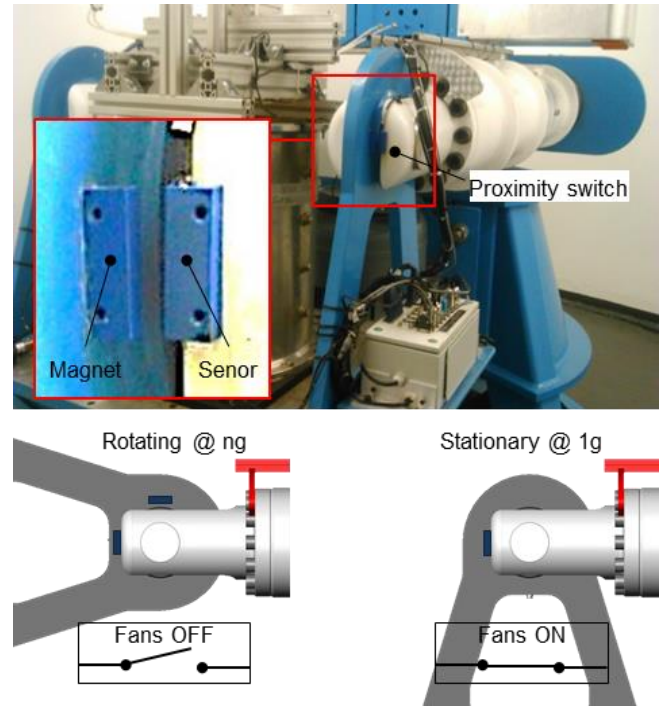 Proximity switch
Magnet
Senor
Rotating @ ng
Stationary @ 1g
Fans OFF
Fans ON